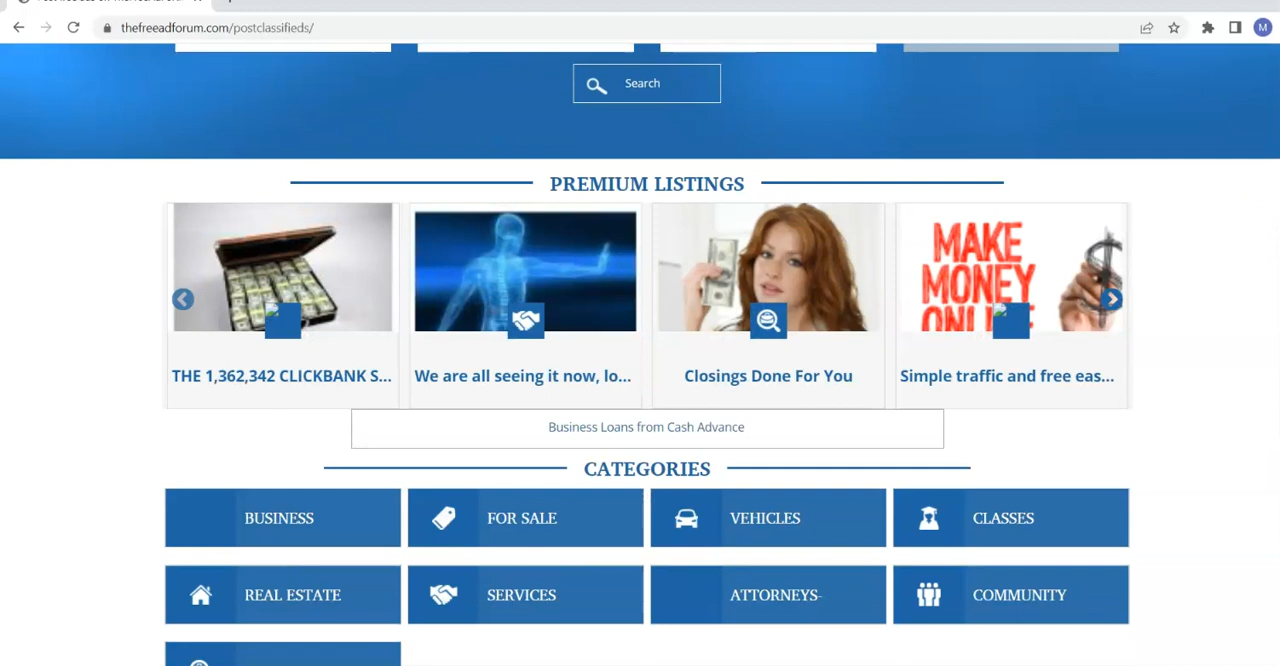 thefreeadforum.com/postclassifieds/
M
Search
PREMIUM LISTINGS
MAKE
MONEY
ONLINE
THE 1,362,342 CLICKBANK S...
We are all seeing it now, lo...
Closings Done For You
Simple traffic and free eas...
Business Loans from Cash Advance
CATEGORIES
BUSINESS
FOR SALE
VEHICLES
CLASSES
REAL ESTATE
SERVICES
ATTORNEYS-
COMMUNITY